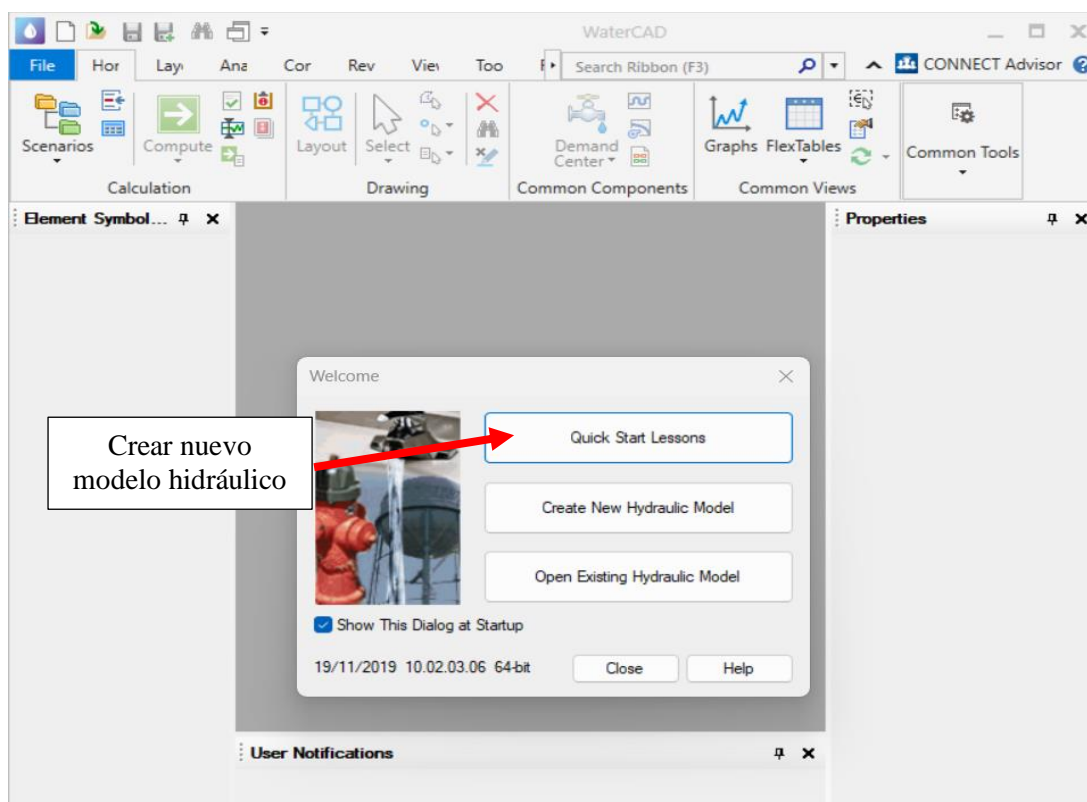 WaterCAD
File Hor Lay Ana Cor Rev Viev Too F Search Ribbon (F3) CONNECT Advisor
Scenarios Compute Layout Select Demand Center Graphs FlexTables Common Tools
Calculation Drawing Common Components Common Views
Element Symbol... Properties
Welcome
Crear nuevo
modelo hidráulico
Quick Start Lessons
Create New Hydraulic Model
Open Existing Hydraulic Model
Show This Dialog at Startup
19/11/2019 10.02.03.06 64-bit Close Help
User Notifications